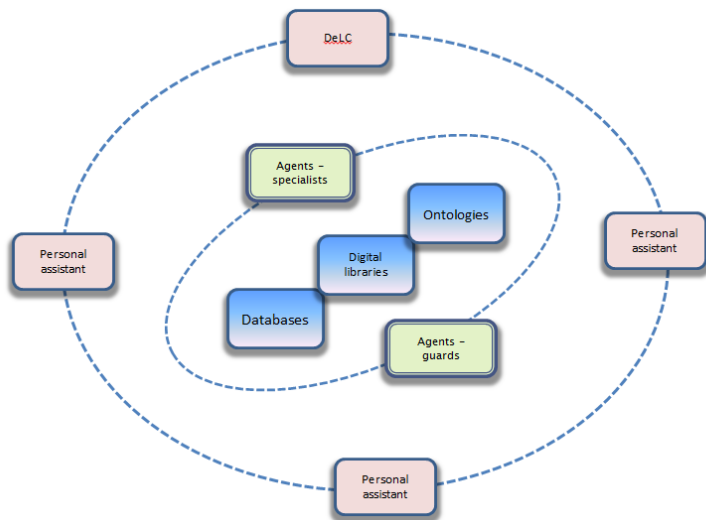 DeLC
Agents –
specialists
Ontologies
Personal
assistant
Personal
assistant
Digital
libraries
Databases
Agents –
guards
Personal
assistant